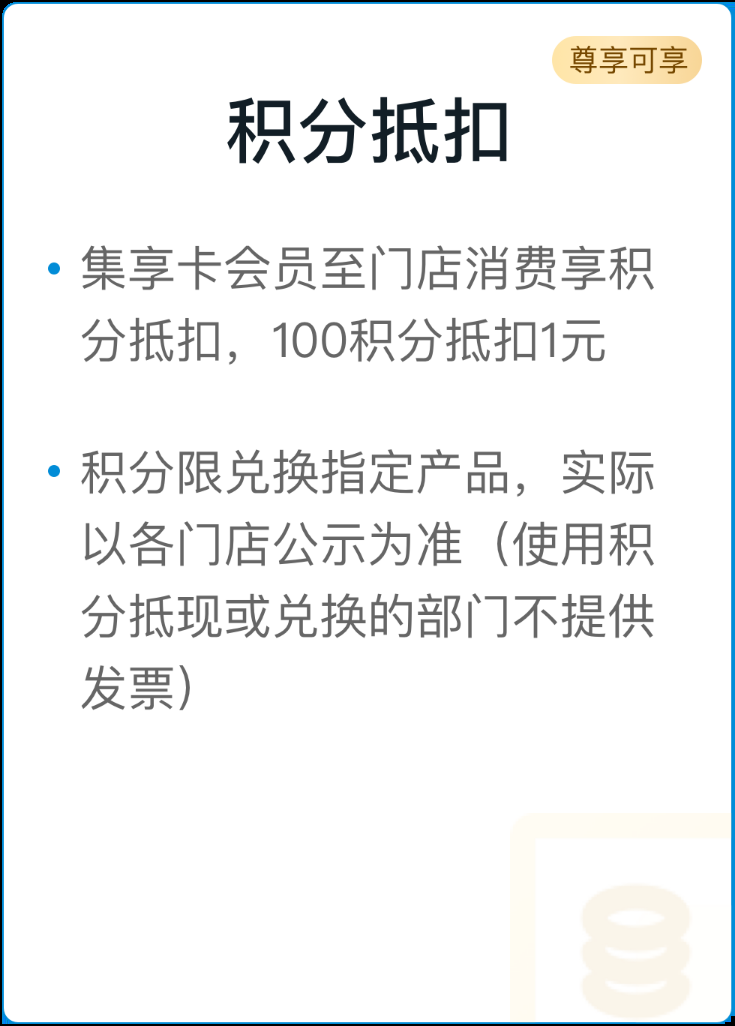 尊享可享
积分抵扣
集享卡会员至门店消费享积
分抵扣，100积分抵扣1元
积分限兑换指定产品，实际
以各门店公示为准（使用积
分抵现或兑换的部门不提供
发票）